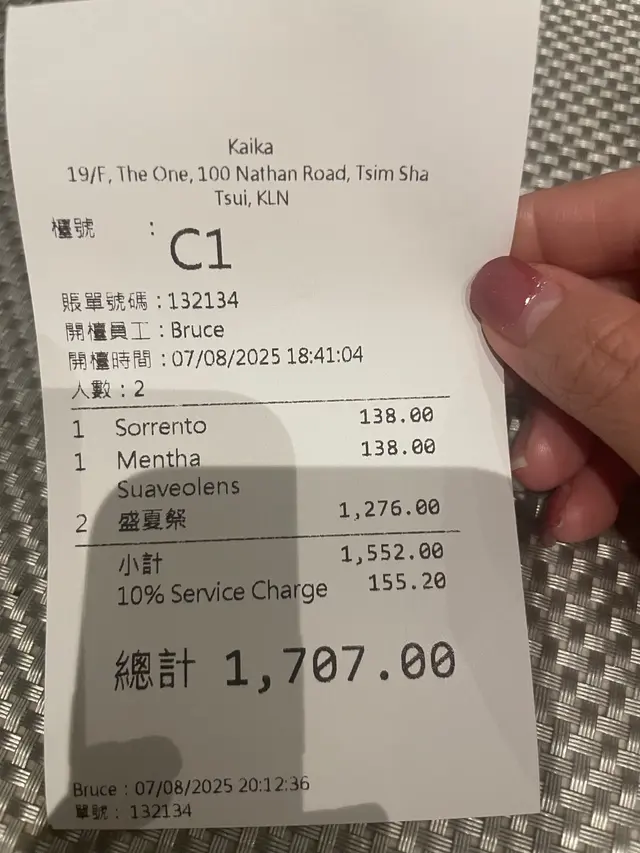 Kaika
19/F, The One, 100 Nathan Road, Tsim Sha
Tsui, KLN
檯號 :
C1
賬單號碼 : 132134
開檯員工 : Bruce
開檯時間 : 07/08/2025 18:41:04
人數 : 2
1 Sorrento 138.00
1 Mentha 138.00
Suaveolens
2 盛夏祭 1,276.00
小計 1,552.00
10% Service Charge 155.20
總計 1,707.00
Bruce : 07/08/2025 20:12:36
單號 : 132134